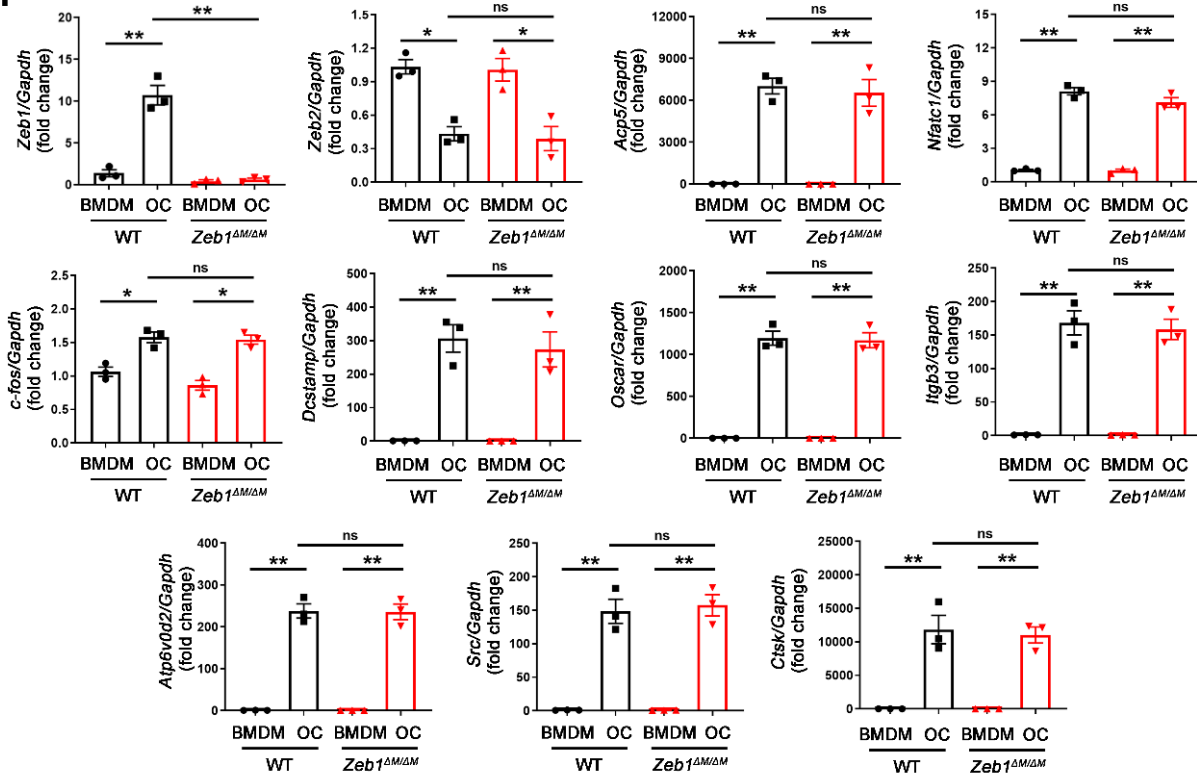 Zeb1/Gapdh
(fold change)
20
15
10
5
0
**
**
BMDM OC BMDM OC
WT Zeb1ΔM/ΔM
Zeb2/Gapdh
(fold change)
1.5
1.2
0.9
0.6
0.3
0.0
ns
* *
BMDM OC BMDM OC
WT Zeb1ΔM/ΔM
Acp5/Gapdh
(fold change)
12000
9000
6000
3000
0
ns
** **
BMDM OC BMDM OC
WT Zeb1ΔM/ΔM
Nfatc1/Gapdh
(fold change)
15
12
9
6
3
0
ns
** **
BMDM OC BMDM OC
WT Zeb1ΔM/ΔM
c-fos/Gapdh
(fold change)
2.5
2.0
1.5
1.0
0.5
0.0
ns
* *
BMDM OC BMDM OC
WT Zeb1ΔM/ΔM
Dcstamp/Gapdh
(fold change)
500
400
300
200
100
0
ns
** **
BMDM OC BMDM OC
WT Zeb1ΔM/ΔM
Oscar/Gapdh
(fold change)
2000
1500
1000
500
0
ns
** **
BMDM OC BMDM OC
WT Zeb1ΔM/ΔM
Itgb3/Gapdh
(fold change)
250
200
150
100
50
0
ns
** **
BMDM OC BMDM OC
WT Zeb1ΔM/ΔM
Atp6v0d2/Gapdh
(fold change)
400
300
200
100
0
ns
** **
BMDM OC BMDM OC
WT Zeb1ΔM/ΔM
Src/Gapdh
(fold change)
250
200
150
100
50
0
ns
** **
BMDM OC BMDM OC
WT Zeb1ΔM/ΔM
Ctsk/Gapdh
(fold change)
25000
20000
15000
10000
5000
0
ns
** **
BMDM OC BMDM OC
WT Zeb1ΔM/ΔM